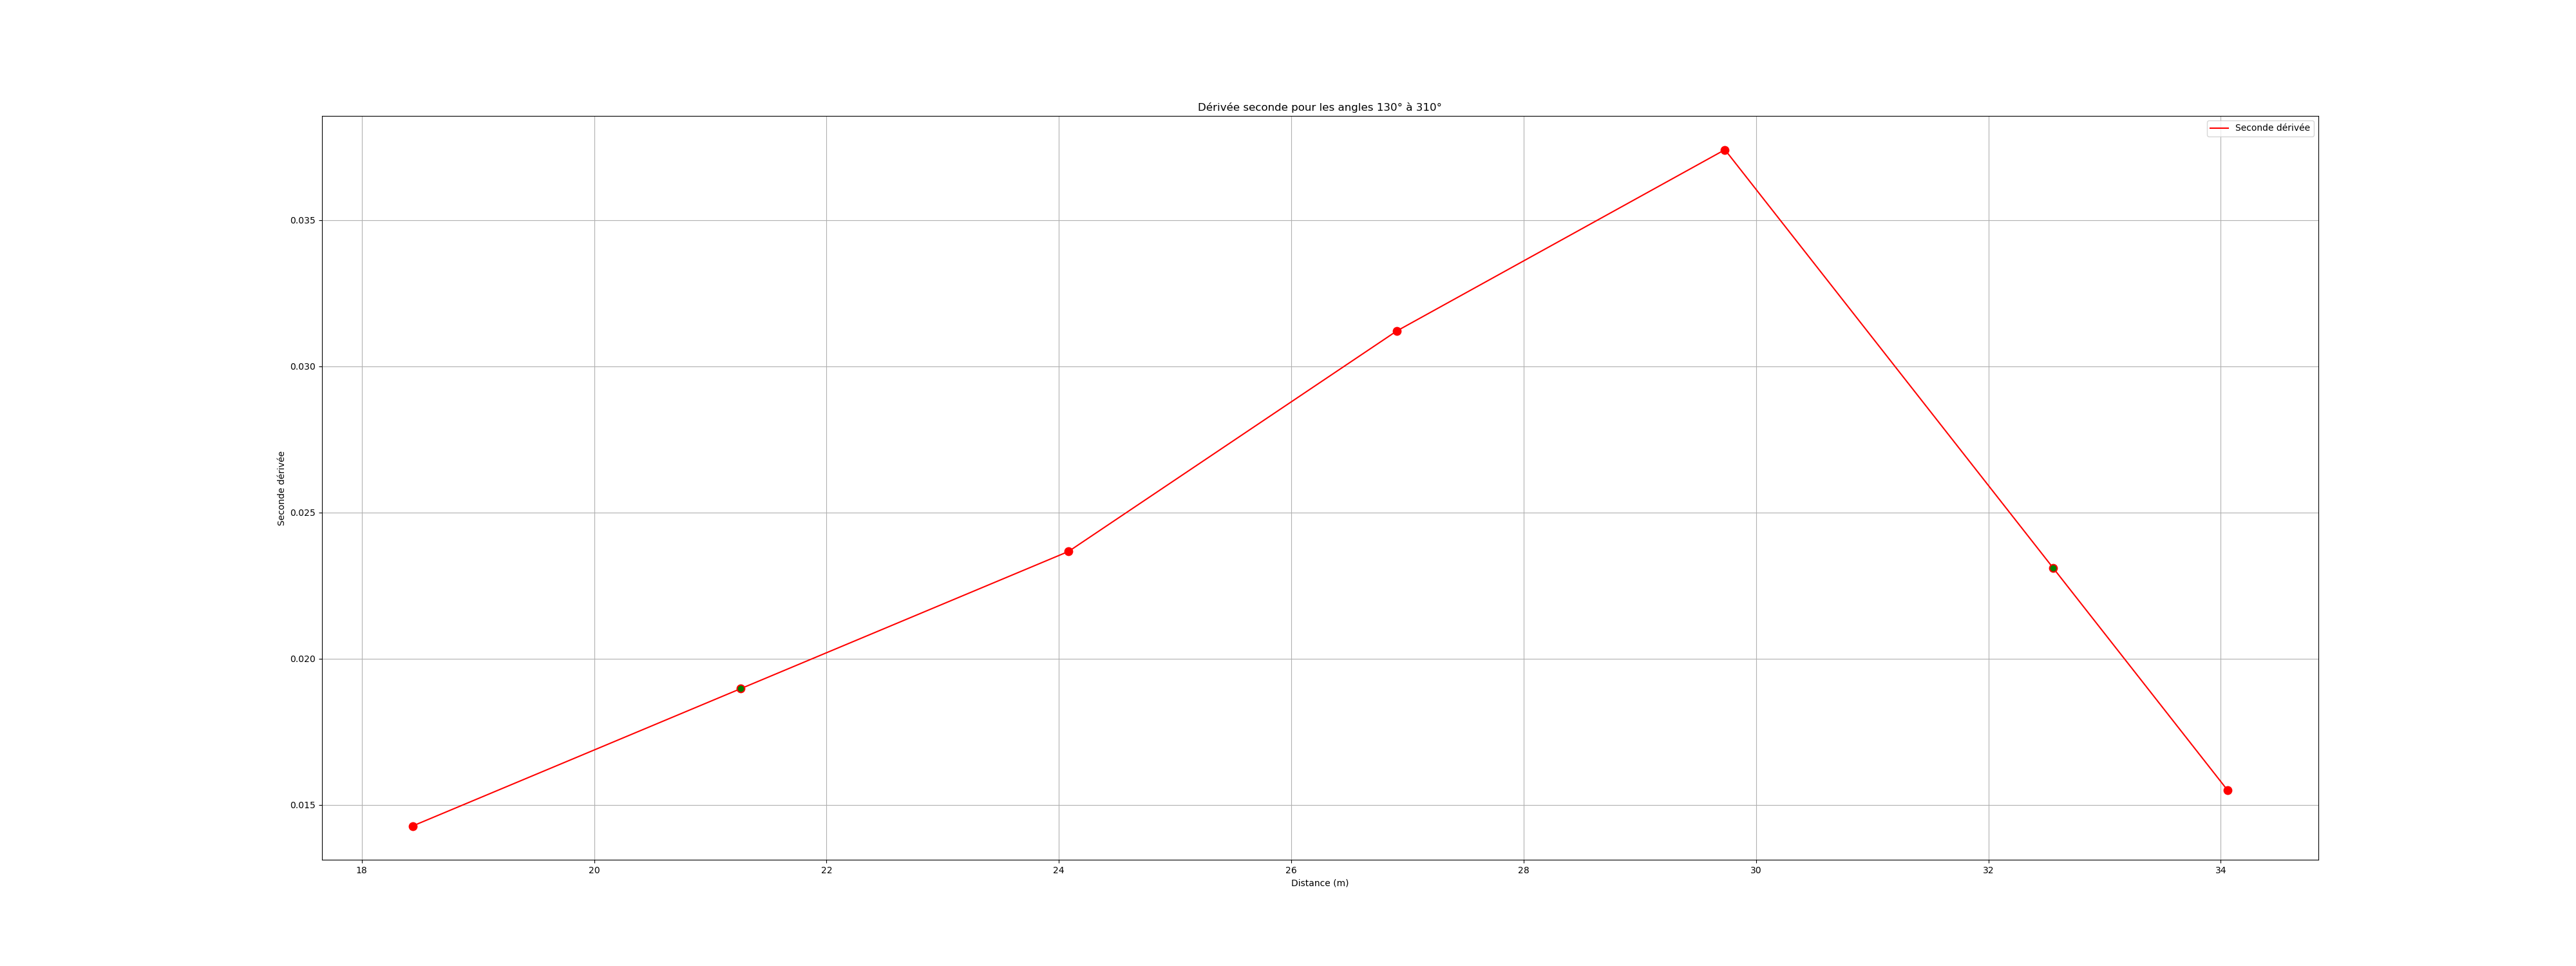 Dérivée seconde pour les angles 130° à 310°
Seconde dérivée
0.035
0.030
0.025
0.020
0.015
Seconde dérivée
18 20 22 24 26 28 30 32 34
Distance (m)